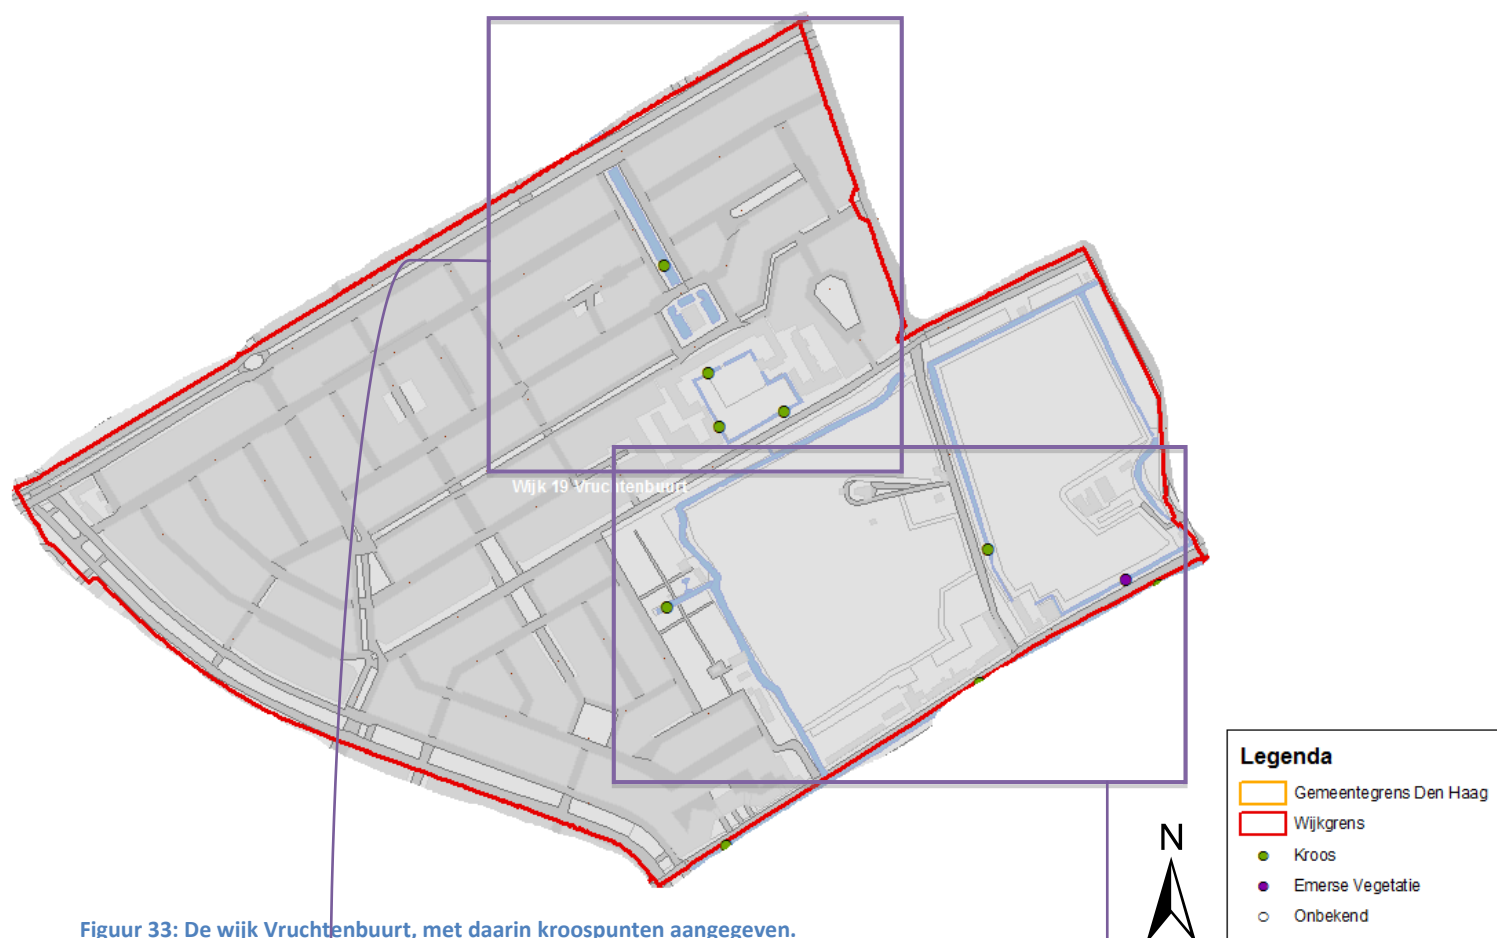 Wijk 19 Vruchtenbuurt
Legenda
Gemeentegrens Den Haag
Wijkgrens
Kroos
Emerse Vegetatie
Onbekend
N
Figuur 33: De wijk Vruchtenbuurt, met daarin kroospunten aangegeven.